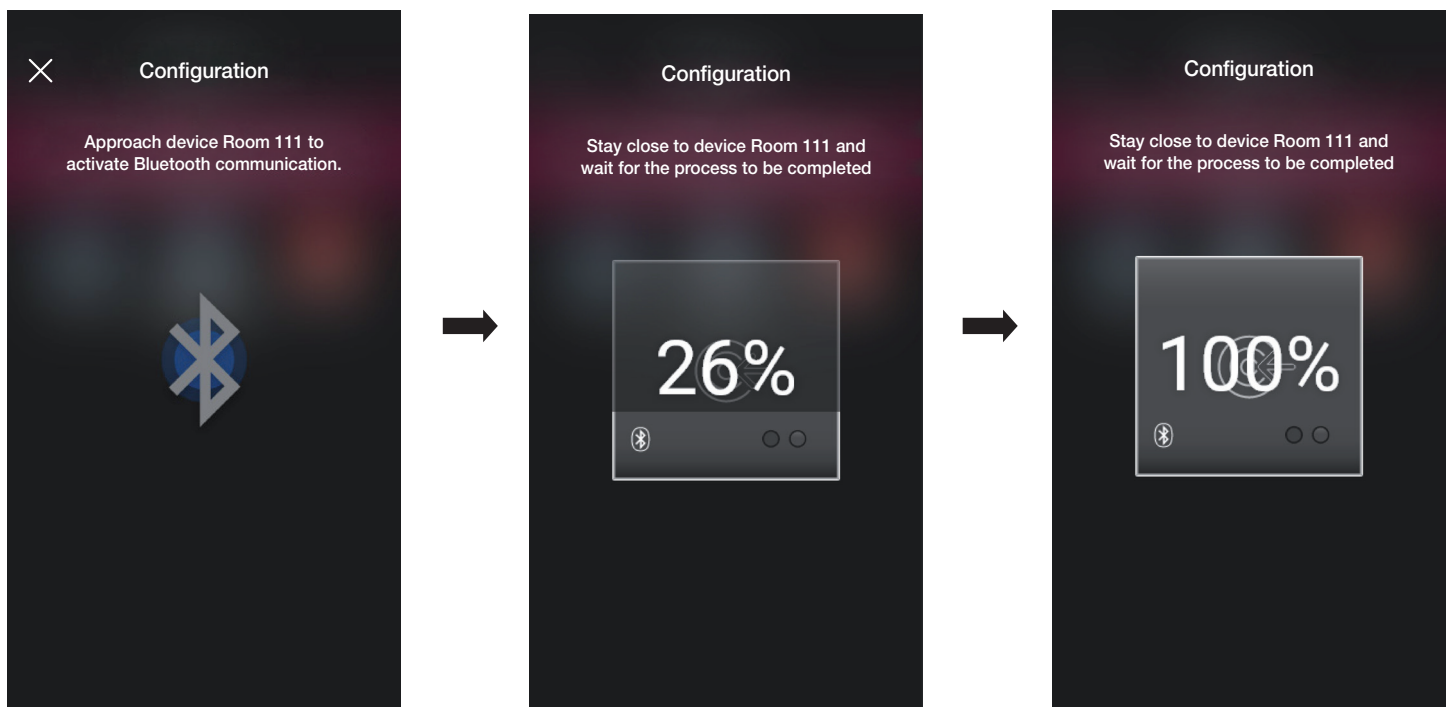 Configuration
Approach device Room 111 to
activate Bluetooth communication.
Configuration
Stay close to device Room 111 and
wait for the process to be completed
26%
Configuration
Stay close to device Room 111 and
wait for the process to be completed
100%